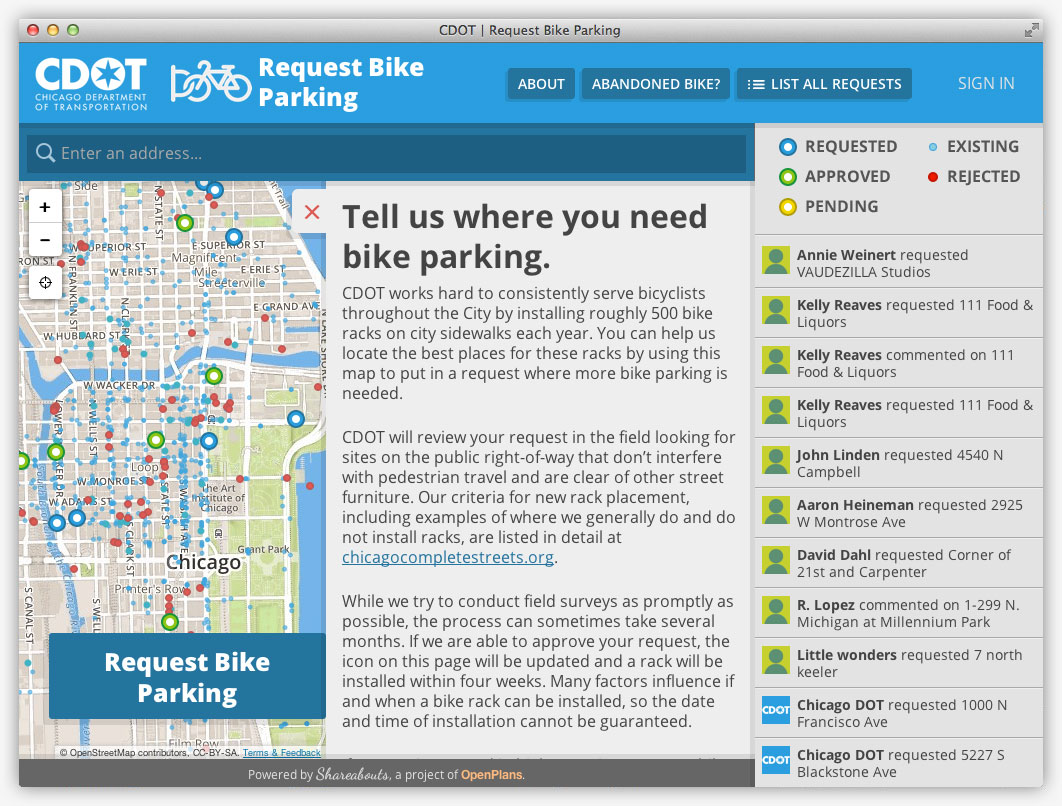 CDOT | Request Bike Parking
CDOT
CHICAGO DEPARTMENT
OF TRANSPORTATION
Request Bike
Parking
ABOUT
ABANDONED BIKE?
LIST ALL REQUESTS
SIGN IN
Enter an address...
REQUESTED
EXISTING
APPROVED
REJECTED
PENDING
+
−
Side
N STATE ST
W SUPERIOR ST
E SUPERIOR ST
Magnificent
Mile
Streeterville
W ERIE ST
E ERIE ST
N FRANKLIN ST
E GRAND AVE
W HUBBARD ST
W WACKER DR
N WELLS ST
Loop
W MONROE ST
W ADAMS ST
The Art
Institute of
Chicago
S CLARK ST
Grant Park
Chicago
Printer's Row
S CANAL ST
Request Bike
Parking
Film Row
© OpenStreetMap contributors, CC-BY-SA. Terms & Feedback
Tell us where you need
bike parking.
CDOT works hard to consistently serve bicyclists
throughout the City by installing roughly 500 bike
racks on city sidewalks each year. You can help us
locate the best places for these racks by using this
map to put in a request where more bike parking is
needed.
CDOT will review your request in the field looking for
sites on the public right-of-way that don't interfere
with pedestrian travel and are clear of other street
furniture. Our criteria for new rack placement,
including examples of where we generally do and do
not install racks, are listed in detail at
chicagocompletestreets.org.
While we try to conduct field surveys as promptly as
possible, the process can sometimes take several
months. If we are able to approve your request, the
icon on this page will be updated and a rack will be
installed within four weeks. Many factors influence if
and when a bike rack can be installed, so the date
and time of installation cannot be guaranteed.
Annie Weinert requested
VAUDEZILLA Studios
Kelly Reaves requested 111 Food &
Liquors
Kelly Reaves commented on 111
Food & Liquors
Kelly Reaves requested 111 Food &
Liquors
John Linden requested 4540 N
Campbell
Aaron Heineman requested 2925
W Montrose Ave
David Dahl requested Corner of
21st and Carpenter
R. Lopez commented on 1-299 N.
Michigan at Millennium Park
Little wonders requested 7 north
keeler
CDOT
Chicago DOT requested 1000 N
Francisco Ave
CDOT
Chicago DOT requested 5227 S
Blackstone Ave
Powered by Shareabouts, a project of OpenPlans.